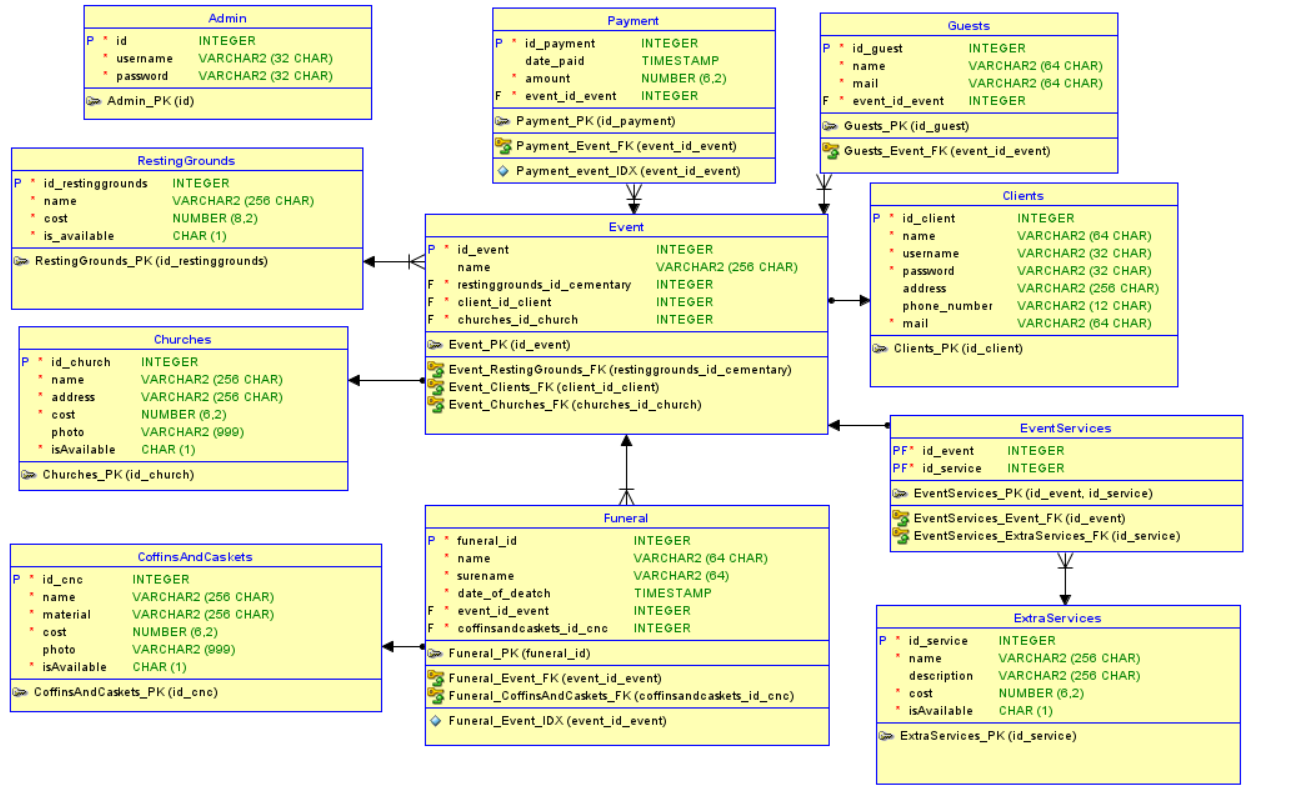 Admin
P * id INTEGER
* username VARCHAR2 (32 CHAR)
* password VARCHAR2 (32 CHAR)
Admin_PK (id)
Payment
P * id_payment INTEGER
date_paid TIMESTAMP
* amount NUMBER (6,2)
F * event_id_event INTEGER
Payment_PK (id_payment)
Payment_Event_FK (event_id_event)
Payment_event_IDX (event_id_event)
Guests
P * id_guest INTEGER
* name VARCHAR2 (64 CHAR)
* mail VARCHAR2 (64 CHAR)
F * event_id_event INTEGER
Guests_PK (id_guest)
Guests_Event_FK (event_id_event)
RestingGrounds
P * id_restinggrounds INTEGER
* name VARCHAR2 (256 CHAR)
* cost NUMBER (8,2)
* is_available CHAR (1)
RestingGrounds_PK (id_restinggrounds)
Event
P * id_event INTEGER
name VARCHAR2 (256 CHAR)
F * restinggrounds_id_cementary INTEGER
F * client_id_client INTEGER
F * churches_id_church INTEGER
Event_PK (id_event)
Event_RestingGrounds_FK (restinggrounds_id_cementary)
Event_Clients_FK (client_id_client)
Event_Churches_FK (churches_id_church)
Clients
P * id_client INTEGER
* name VARCHAR2 (64 CHAR)
* username VARCHAR2 (32 CHAR)
* password VARCHAR2 (32 CHAR)
address VARCHAR2 (256 CHAR)
phone_number VARCHAR2 (12 CHAR)
* mail VARCHAR2 (64 CHAR)
Clients_PK (id_client)
Churches
P * id_church INTEGER
* name VARCHAR2 (256 CHAR)
* address VARCHAR2 (256 CHAR)
* cost NUMBER (6,2)
photo VARCHAR2 (999)
* isAvailable CHAR (1)
Churches_PK (id_church)
EventServices
PF* id_event INTEGER
PF* id_service INTEGER
EventServices_PK (id_event, id_service)
EventServices_Event_FK (id_event)
EventServices_ExtraServices_FK (id_service)
CoffinsAndCaskets
P * id_cnc INTEGER
* name VARCHAR2 (256 CHAR)
* material VARCHAR2 (256 CHAR)
* cost NUMBER (6,2)
photo VARCHAR2 (999)
* isAvailable CHAR (1)
CoffinsAndCaskets_PK (id_cnc)
Funeral
P * funeral_id INTEGER
* name VARCHAR2 (64 CHAR)
* surename VARCHAR2 (64)
* date_of_deatch TIMESTAMP
F * event_id_event INTEGER
F * coffinsandcaskets_id_cnc INTEGER
Funeral_PK (funeral_id)
Funeral_Event_FK (event_id_event)
Funeral_CoffinsAndCaskets_FK (coffinsandcaskets_id_cnc)
Funeral_Event_IDX (event_id_event)
ExtraServices
P * id_service INTEGER
* name VARCHAR2 (256 CHAR)
description VARCHAR2 (256 CHAR)
* cost NUMBER (6,2)
* isAvailable CHAR (1)
ExtraServices_PK (id_service)